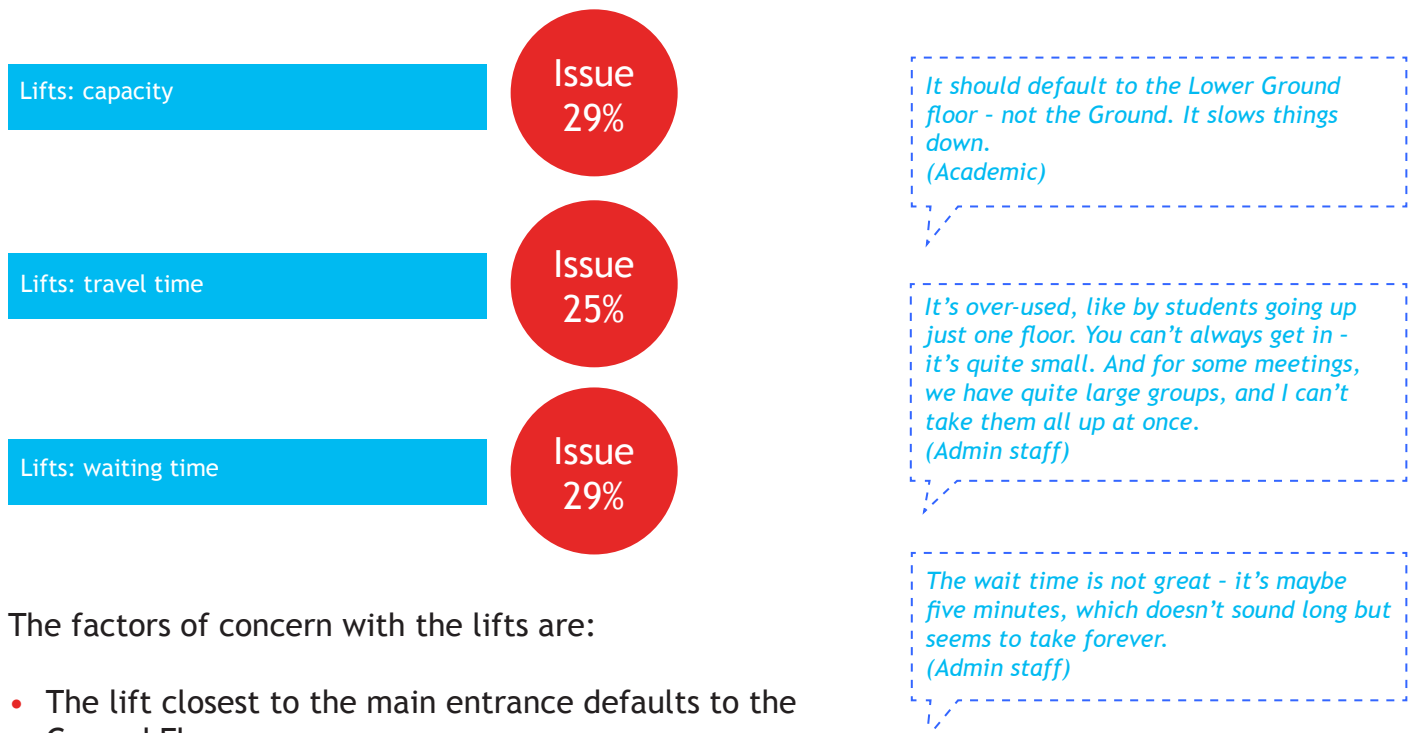 Lifts: capacity
Issue
29%
Lifts: travel time
Issue
25%
Lifts: waiting time
Issue
29%
The factors of concern with the lifts are:
• The lift closest to the main entrance defaults to the
It should default to the Lower Ground
floor – not the Ground. It slows things
down.
(Academic)
It’s over-used, like by students going up
just one floor. You can’t always get in –
it’s quite small. And for some meetings,
we have quite large groups, and I can’t
take them all up at once.
(Admin staff)
The wait time is not great – it’s maybe
five minutes, which doesn’t sound long but
seems to take forever.
(Admin staff)